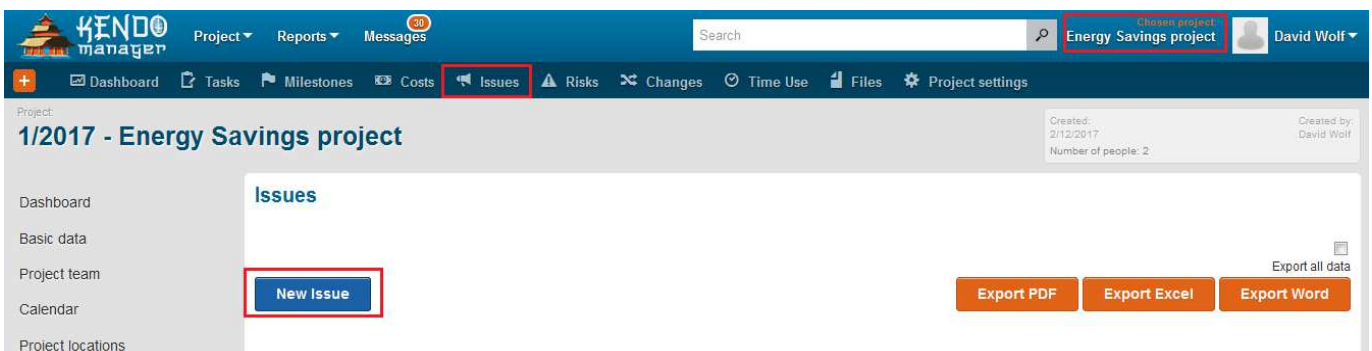 KENDO
manager
Project Reports Messages 30 Search Chosen project:
Energy Savings project David Wolf
+ Dashboard Tasks Milestones Costs Issues Risks Changes Time Use Files Project settings
Project:
1/2017 - Energy Savings project
Created: Created by:
2/12/2017 David Wolf
Number of people: 2
Dashboard
Basic data
Project team
Calendar
Project locations
Issues
Export all data
New Issue Export PDF Export Excel Export Word